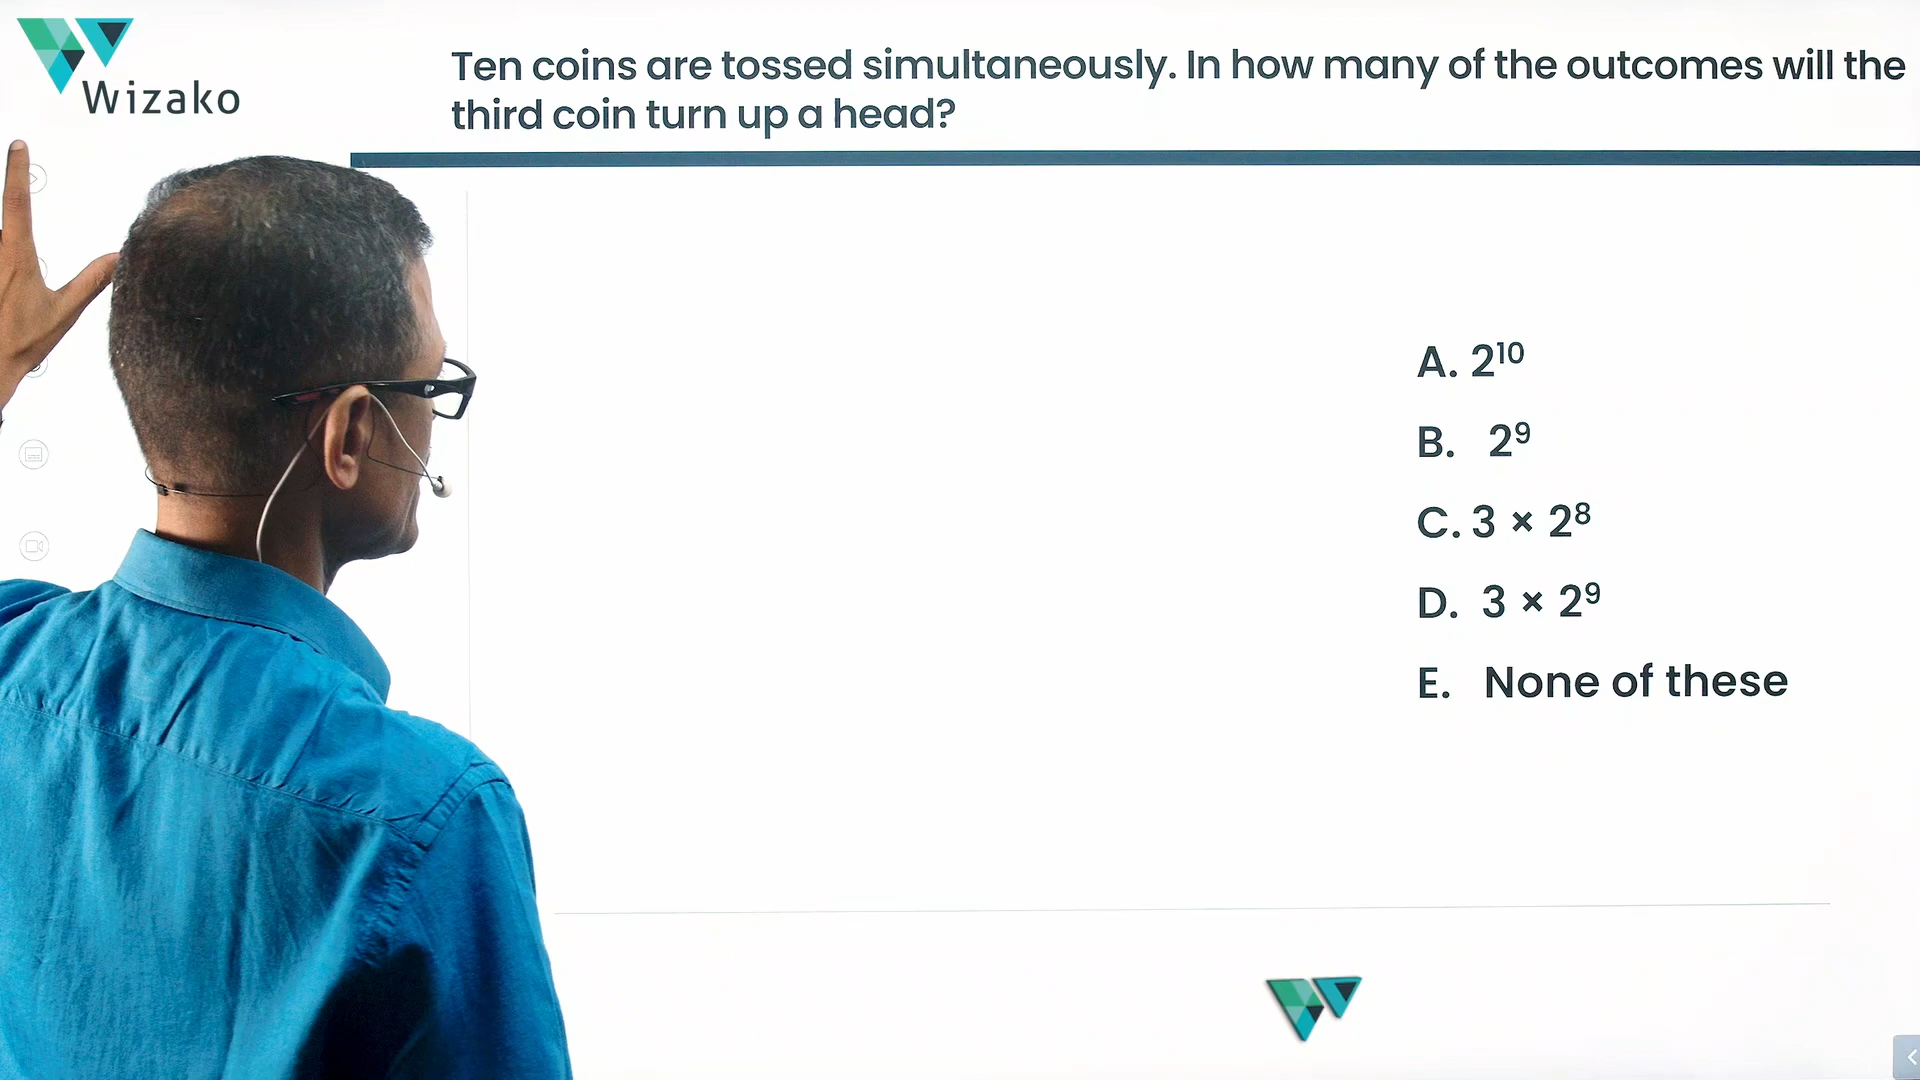 Wizako
Ten coins are tossed simultaneously. In how many of the outcomes will the
third coin turn up a head?
A. 2¹⁰
B. 2⁹
C. 3 × 2⁸
D. 3 × 2⁹
E. None of these